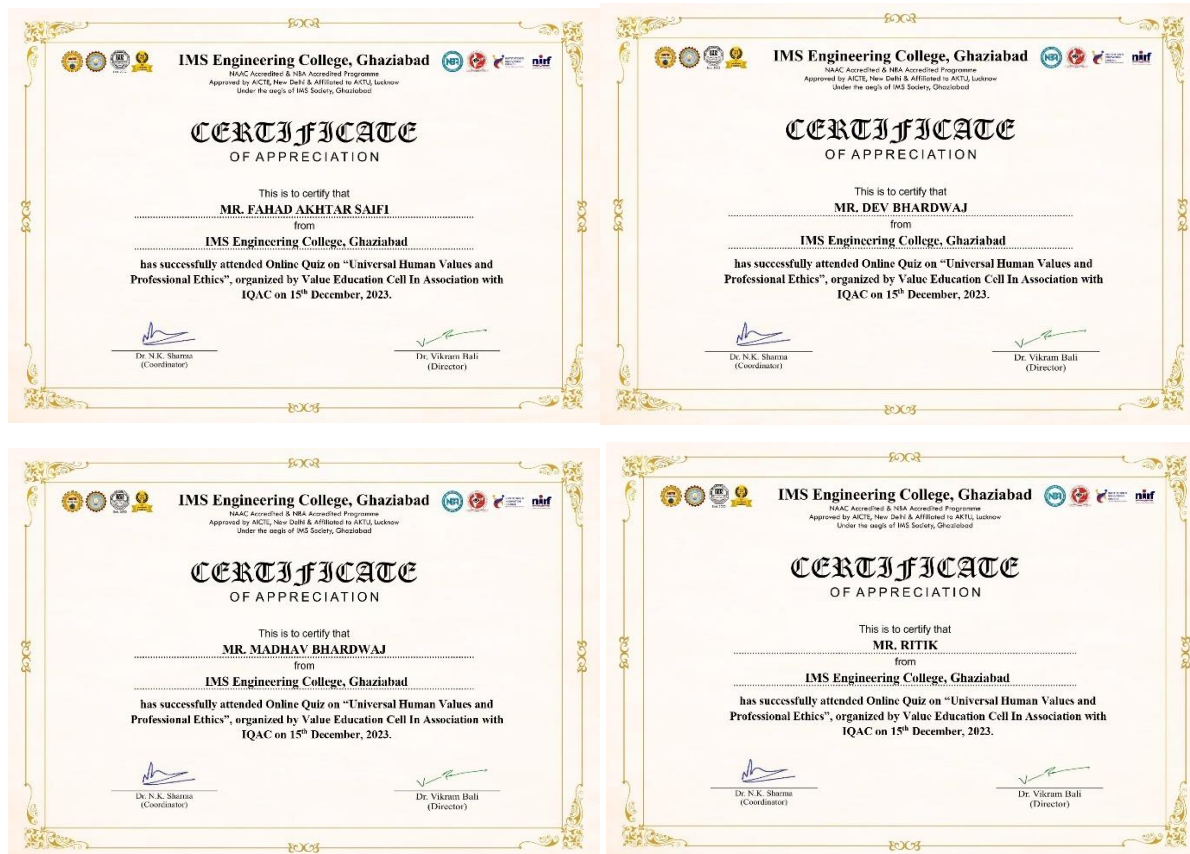 IMS Engineering College, Ghaziabad
NAAC Accredited & NBA Accredited Programme
Approved by AICTE, New Delhi & Affiliated to AKTU, Lucknow
Under the aegis of IMS Society, Ghaziabad
CERTIFICATE
OF APPRECIATION
This is to certify that
MR. FAHAD AKHTAR SAIFI
from
IMS Engineering College, Ghaziabad
has successfully attended Online Quiz on “Universal Human Values and
Professional Ethics”, organized by Value Education Cell In Association with
IQAC on 15th December, 2023.
Dr. N.K. Sharma
(Coordinator)
Dr. Vikram Bali
(Director)
NBA
nirf
IMS Engineering College, Ghaziabad
NAAC Accredited & NBA Accredited Programme
Approved by AICTE, New Delhi & Affiliated to AKTU, Lucknow
Under the aegis of IMS Society, Ghaziabad
CERTIFICATE
OF APPRECIATION
This is to certify that
MR. DEV BHARDWAJ
from
IMS Engineering College, Ghaziabad
has successfully attended Online Quiz on “Universal Human Values and
Professional Ethics”, organized by Value Education Cell In Association with
IQAC on 15th December, 2023.
Dr. N.K. Sharma
(Coordinator)
Dr. Vikram Bali
(Director)
NBA
nirf
IMS Engineering College, Ghaziabad
NAAC Accredited & NBA Accredited Programme
Approved by AICTE, New Delhi & Affiliated to AKTU, Lucknow
Under the aegis of IMS Society, Ghaziabad
CERTIFICATE
OF APPRECIATION
This is to certify that
MR. MADHAV BHARDWAJ
from
IMS Engineering College, Ghaziabad
has successfully attended Online Quiz on “Universal Human Values and
Professional Ethics”, organized by Value Education Cell In Association with
IQAC on 15th December, 2023.
Dr. N.K. Sharma
(Coordinator)
Dr. Vikram Bali
(Director)
NBA
nirf
IMS Engineering College, Ghaziabad
NAAC Accredited & NBA Accredited Programme
Approved by AICTE, New Delhi & Affiliated to AKTU, Lucknow
Under the aegis of IMS Society, Ghaziabad
CERTIFICATE
OF APPRECIATION
This is to certify that
MR. RITIK
from
IMS Engineering College, Ghaziabad
has successfully attended Online Quiz on “Universal Human Values and
Professional Ethics”, organized by Value Education Cell In Association with
IQAC on 15th December, 2023.
Dr. N.K. Sharma
(Coordinator)
Dr. Vikram Bali
(Director)
NBA
nirf